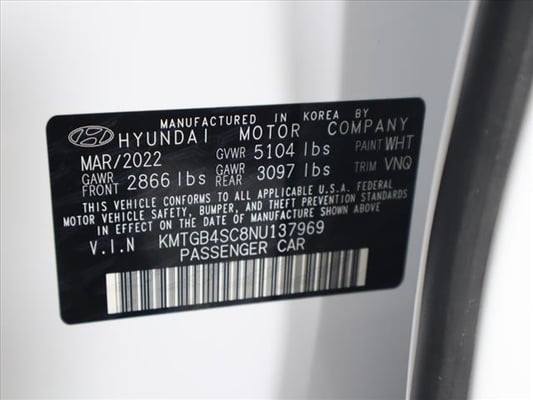 MANUFACTURED IN KOREA BY
HYUNDAI MOTOR COMPANY
MAR/2022 GVWR 5104 lbs PAINT WHT
GAWR FRONT 2866 lbs GAWR REAR 3097 lbs TRIM VNQ
THIS VEHICLE CONFORMS TO ALL APPLICABLE U.S.A. FEDERAL
MOTOR VEHICLE SAFETY, BUMPER, AND THEFT PREVENTION STANDARDS
IN EFFECT ON THE DATE OF MANUFACTURE SHOWN ABOVE.
V.I.N KMTGB4SC8NU137969
PASSENGER CAR